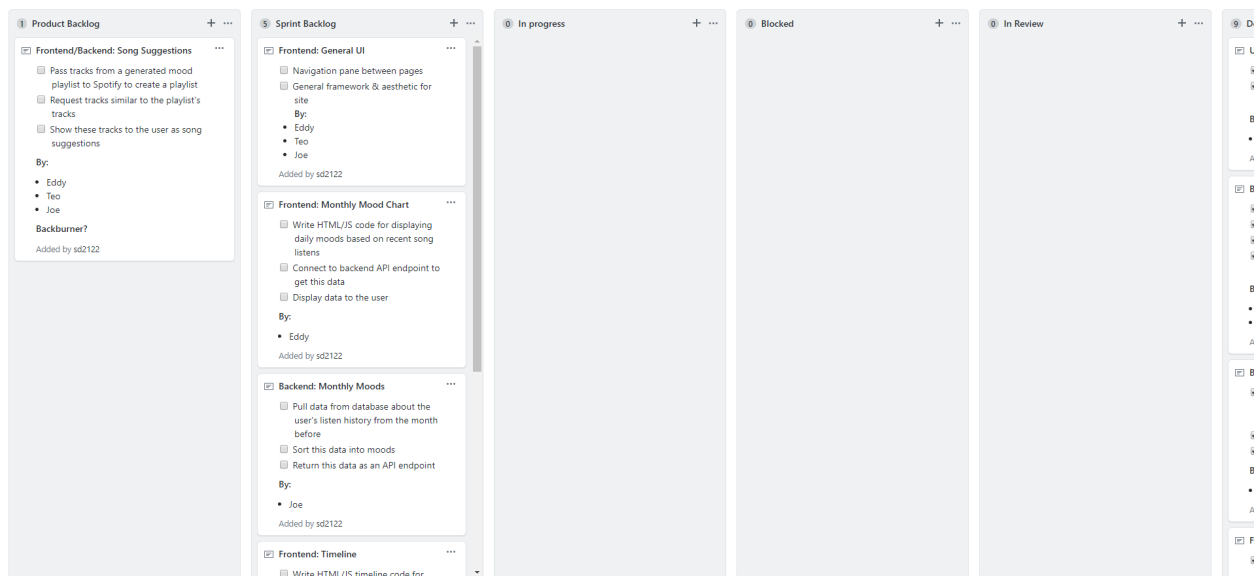 1 Product Backlog
Frontend/Backend: Song Suggestions
Pass tracks from a generated mood
playlist to Spotify to create a playlist
Request tracks similar to the playlist's
tracks
Show these tracks to the user as song
suggestions
By:
Eddy
Teo
Joe
Backburner?
Added by sd2122
5 Sprint Backlog
Frontend: General UI
Navigation pane between pages
General framework & aesthetic for
site
By:
Eddy
Teo
Joe
Added by sd2122
Frontend: Monthly Mood Chart
Write HTML/JS code for displaying
daily moods based on recent song
listens
Connect to backend API endpoint to
get this data
Display data to the user
By:
Eddy
Added by sd2122
Backend: Monthly Moods
Pull data from database about the
user's listen history from the month
before
Sort this data into moods
Return this data as an API endpoint
By:
Joe
Added by sd2122
Frontend: Timeline
Write HTML/JS timeline code for
0 In progress
0 Blocked
0 In Review
9